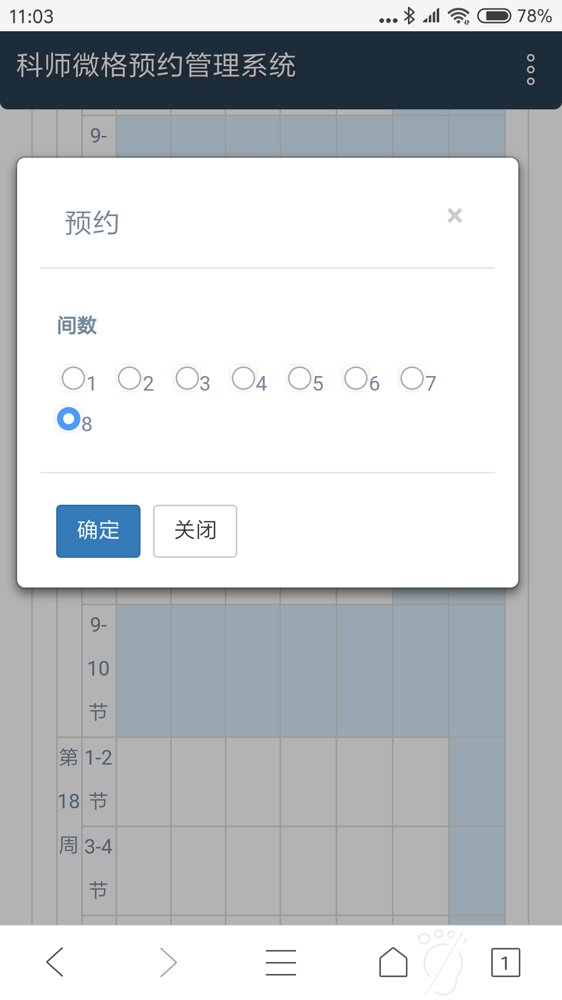 11:03
78%
科师微格预约管理系统
9-
预约
×
间数
1 2 3 4 5 6 7
8
确定 关闭
9-
10
节
第 1-2
18 节
周 3-4
节
1